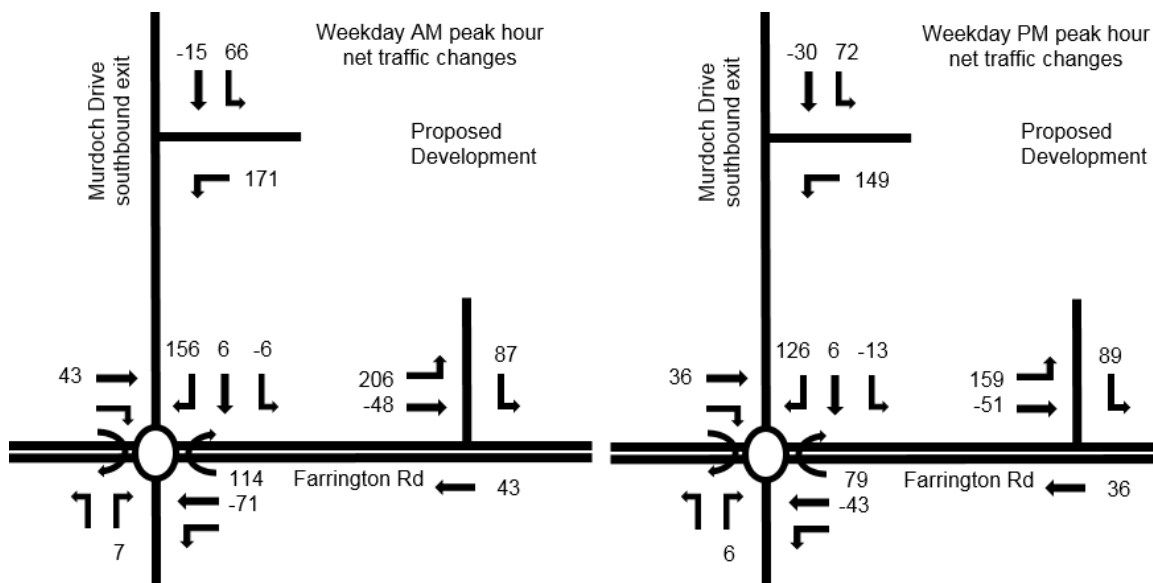 Weekday AM peak hour
net traffic changes
-15 66
Murdoch Drive
southbound exit
Proposed
Development
171
156 6 -6
43
206
-48
87
114
-71
Farrington Rd
43
7
Weekday PM peak hour
net traffic changes
-30 72
Murdoch Drive
southbound exit
Proposed
Development
149
126 6 -13
36
159
-51
89
79
-43
Farrington Rd
36
6